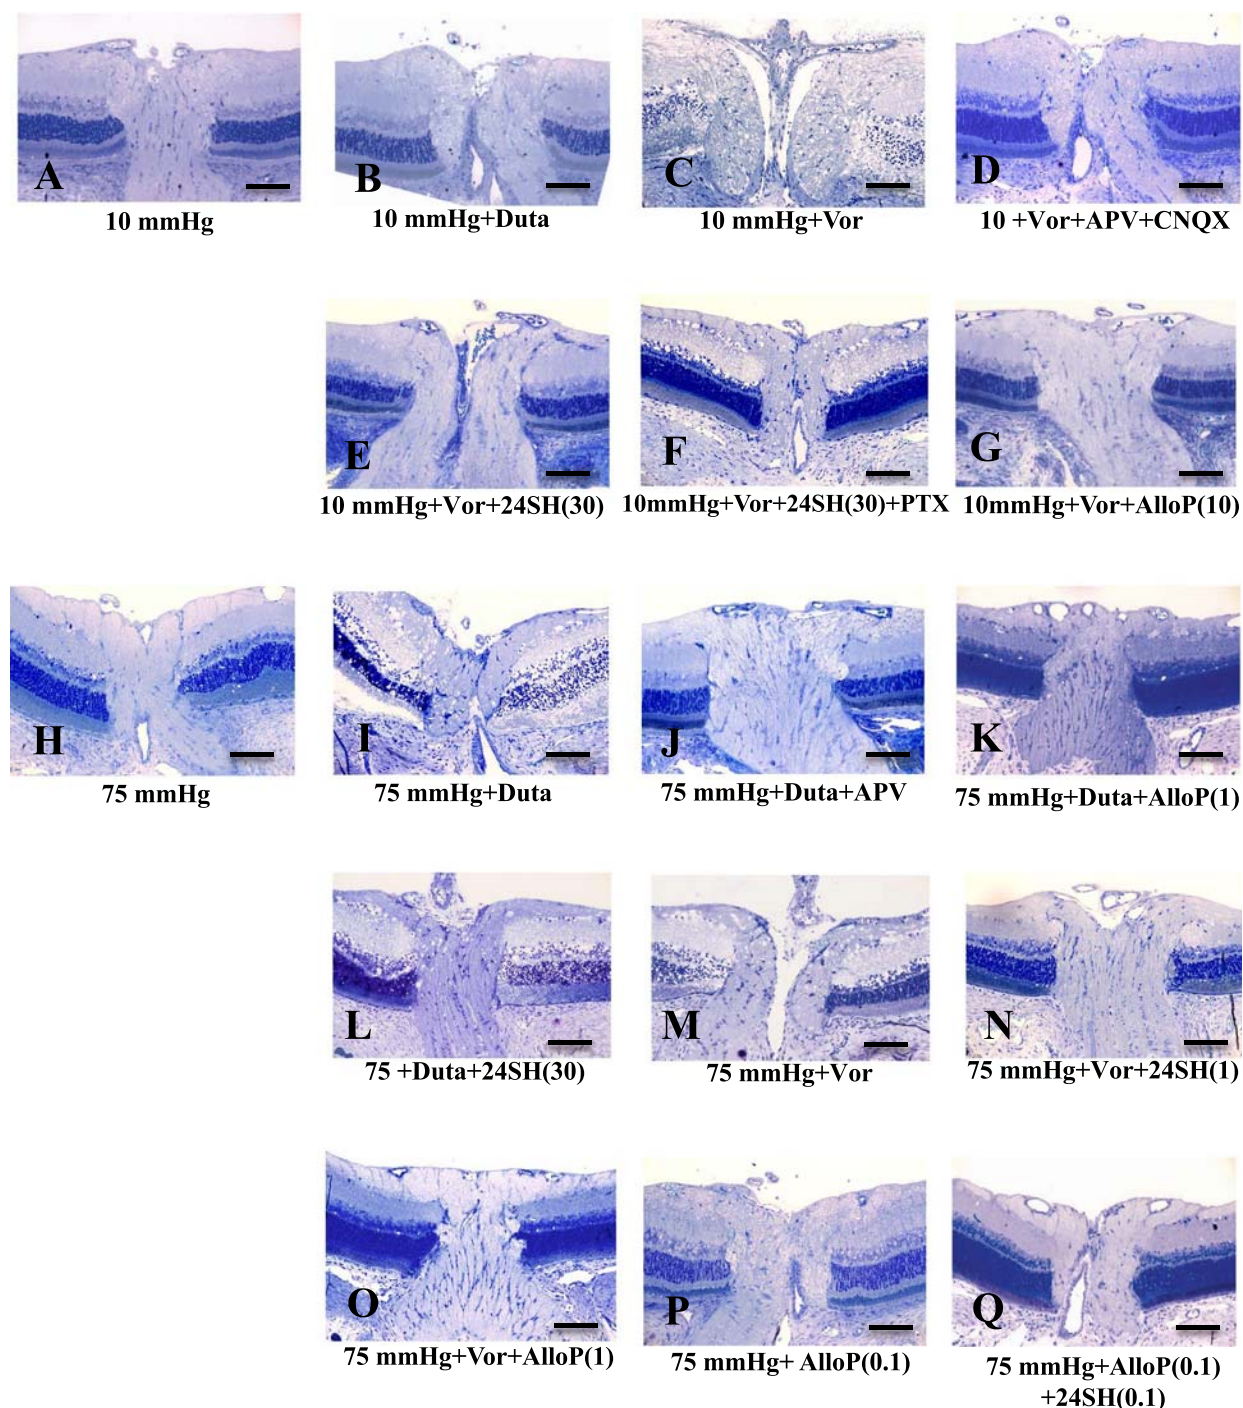 A
B
C
D
10 mmHg
10 mmHg+Duta
10 mmHg+Vor
10 +Vor+APV+CNQX
E
F
G
10 mmHg+Vor+24SH(30)
10mmHg+Vor+24SH(30)+PTX
10mmHg+Vor+AlloP(10)
H
I
J
K
75 mmHg
75 mmHg+Duta
75 mmHg+Duta+APV
75 mmHg+Duta+AlloP(1)
L
M
N
75 +Duta+24SH(30)
75 mmHg+Vor
75 mmHg+Vor+24SH(1)
O
P
Q
75 mmHg+Vor+AlloP(1)
75 mmHg+ AlloP(0.1)
75 mmHg+AlloP(0.1)
+24SH(0.1)